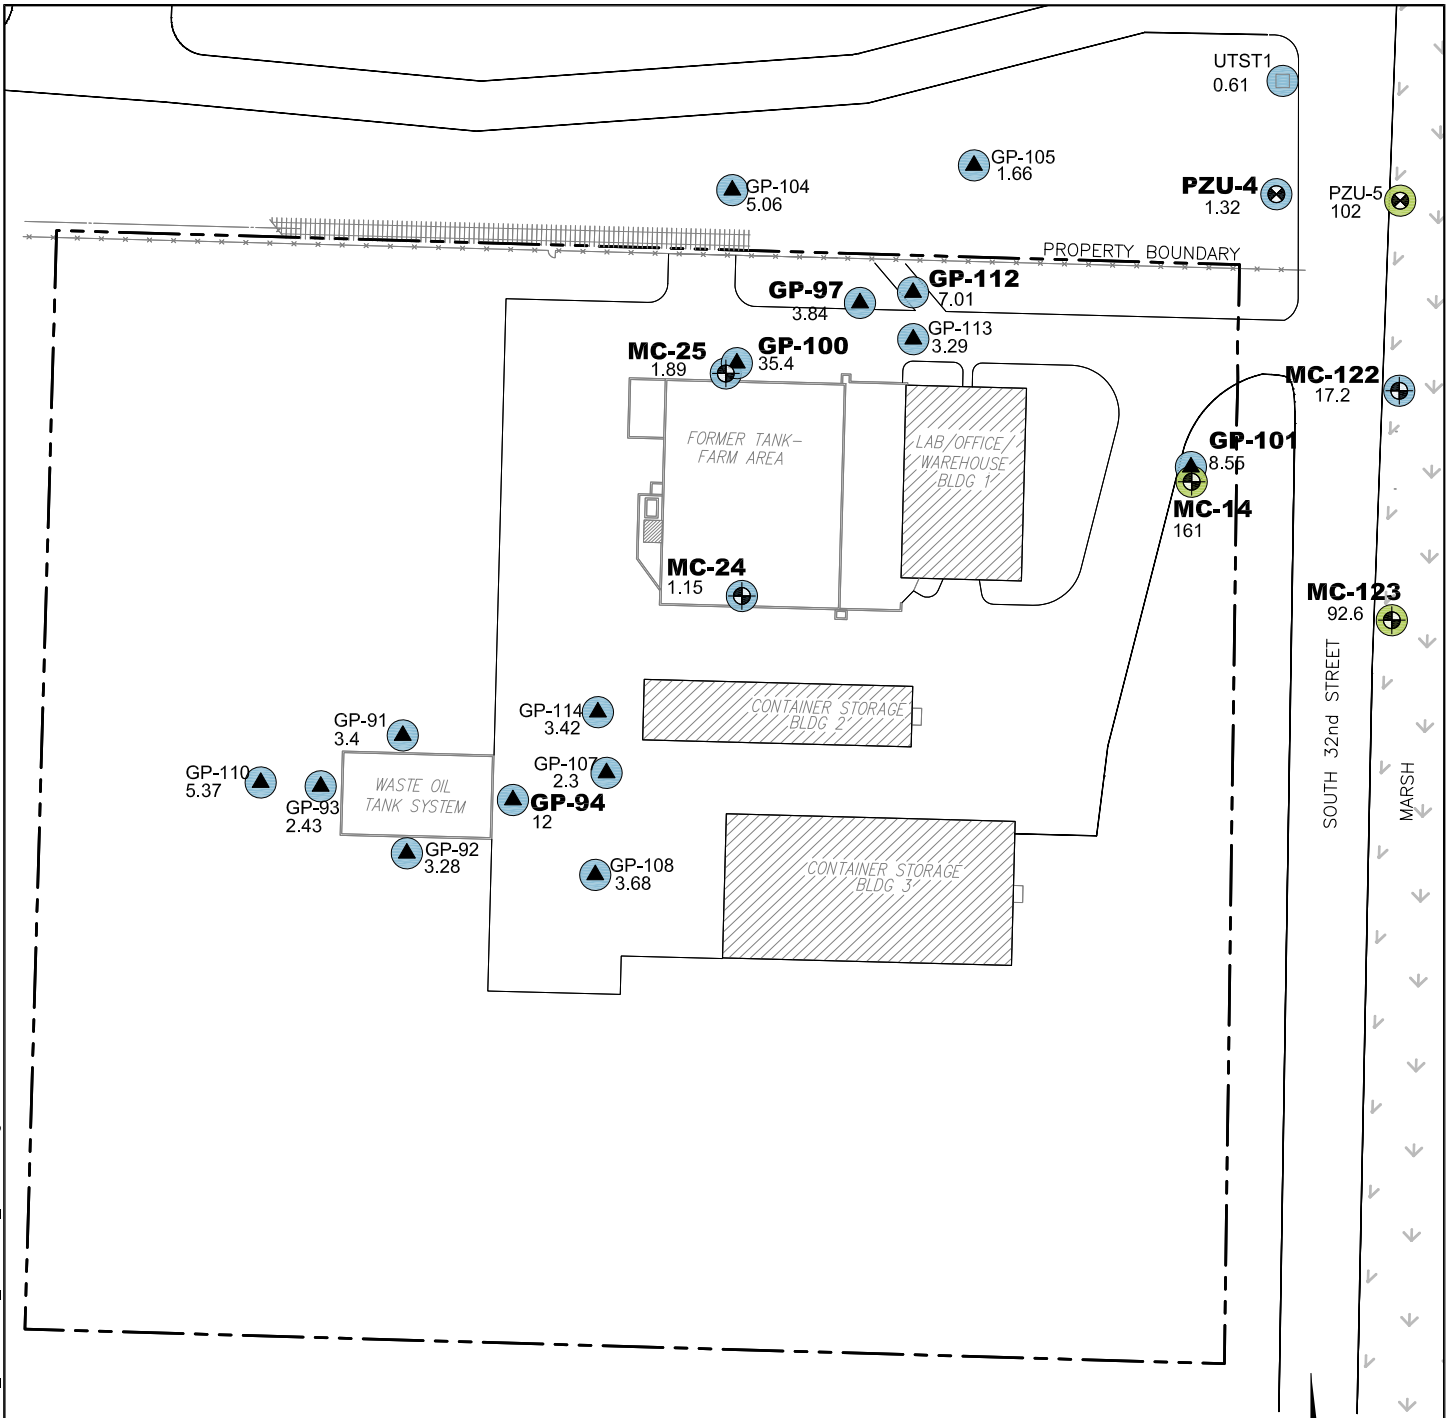 UTST1
0.61
GP-105
1.66
GP-104
5.06
PZU-4
1.32
PZU-5
102
PROPERTY BOUNDARY
GP-97
3.84
GP-112
7.01
GP-113
3.29
MC-25
1.89
GP-100
35.4
MC-122
17.2
FORMER TANK-
FARM AREA
LAB/OFFICE/
WAREHOUSE
BLDG 1
GP-101
8.55
MC-14
161
MC-24
1.15
MC-123
92.6
SOUTH 32nd STREET
MARSH
GP-114
3.42
CONTAINER STORAGE
BLDG 2
GP-91
3.4
GP-110
5.37
GP-93
2.43
WASTE OIL
TANK SYSTEM
GP-107
2.3
GP-94
12
GP-92
3.28
GP-108
3.68
CONTAINER STORAGE
BLDG 3